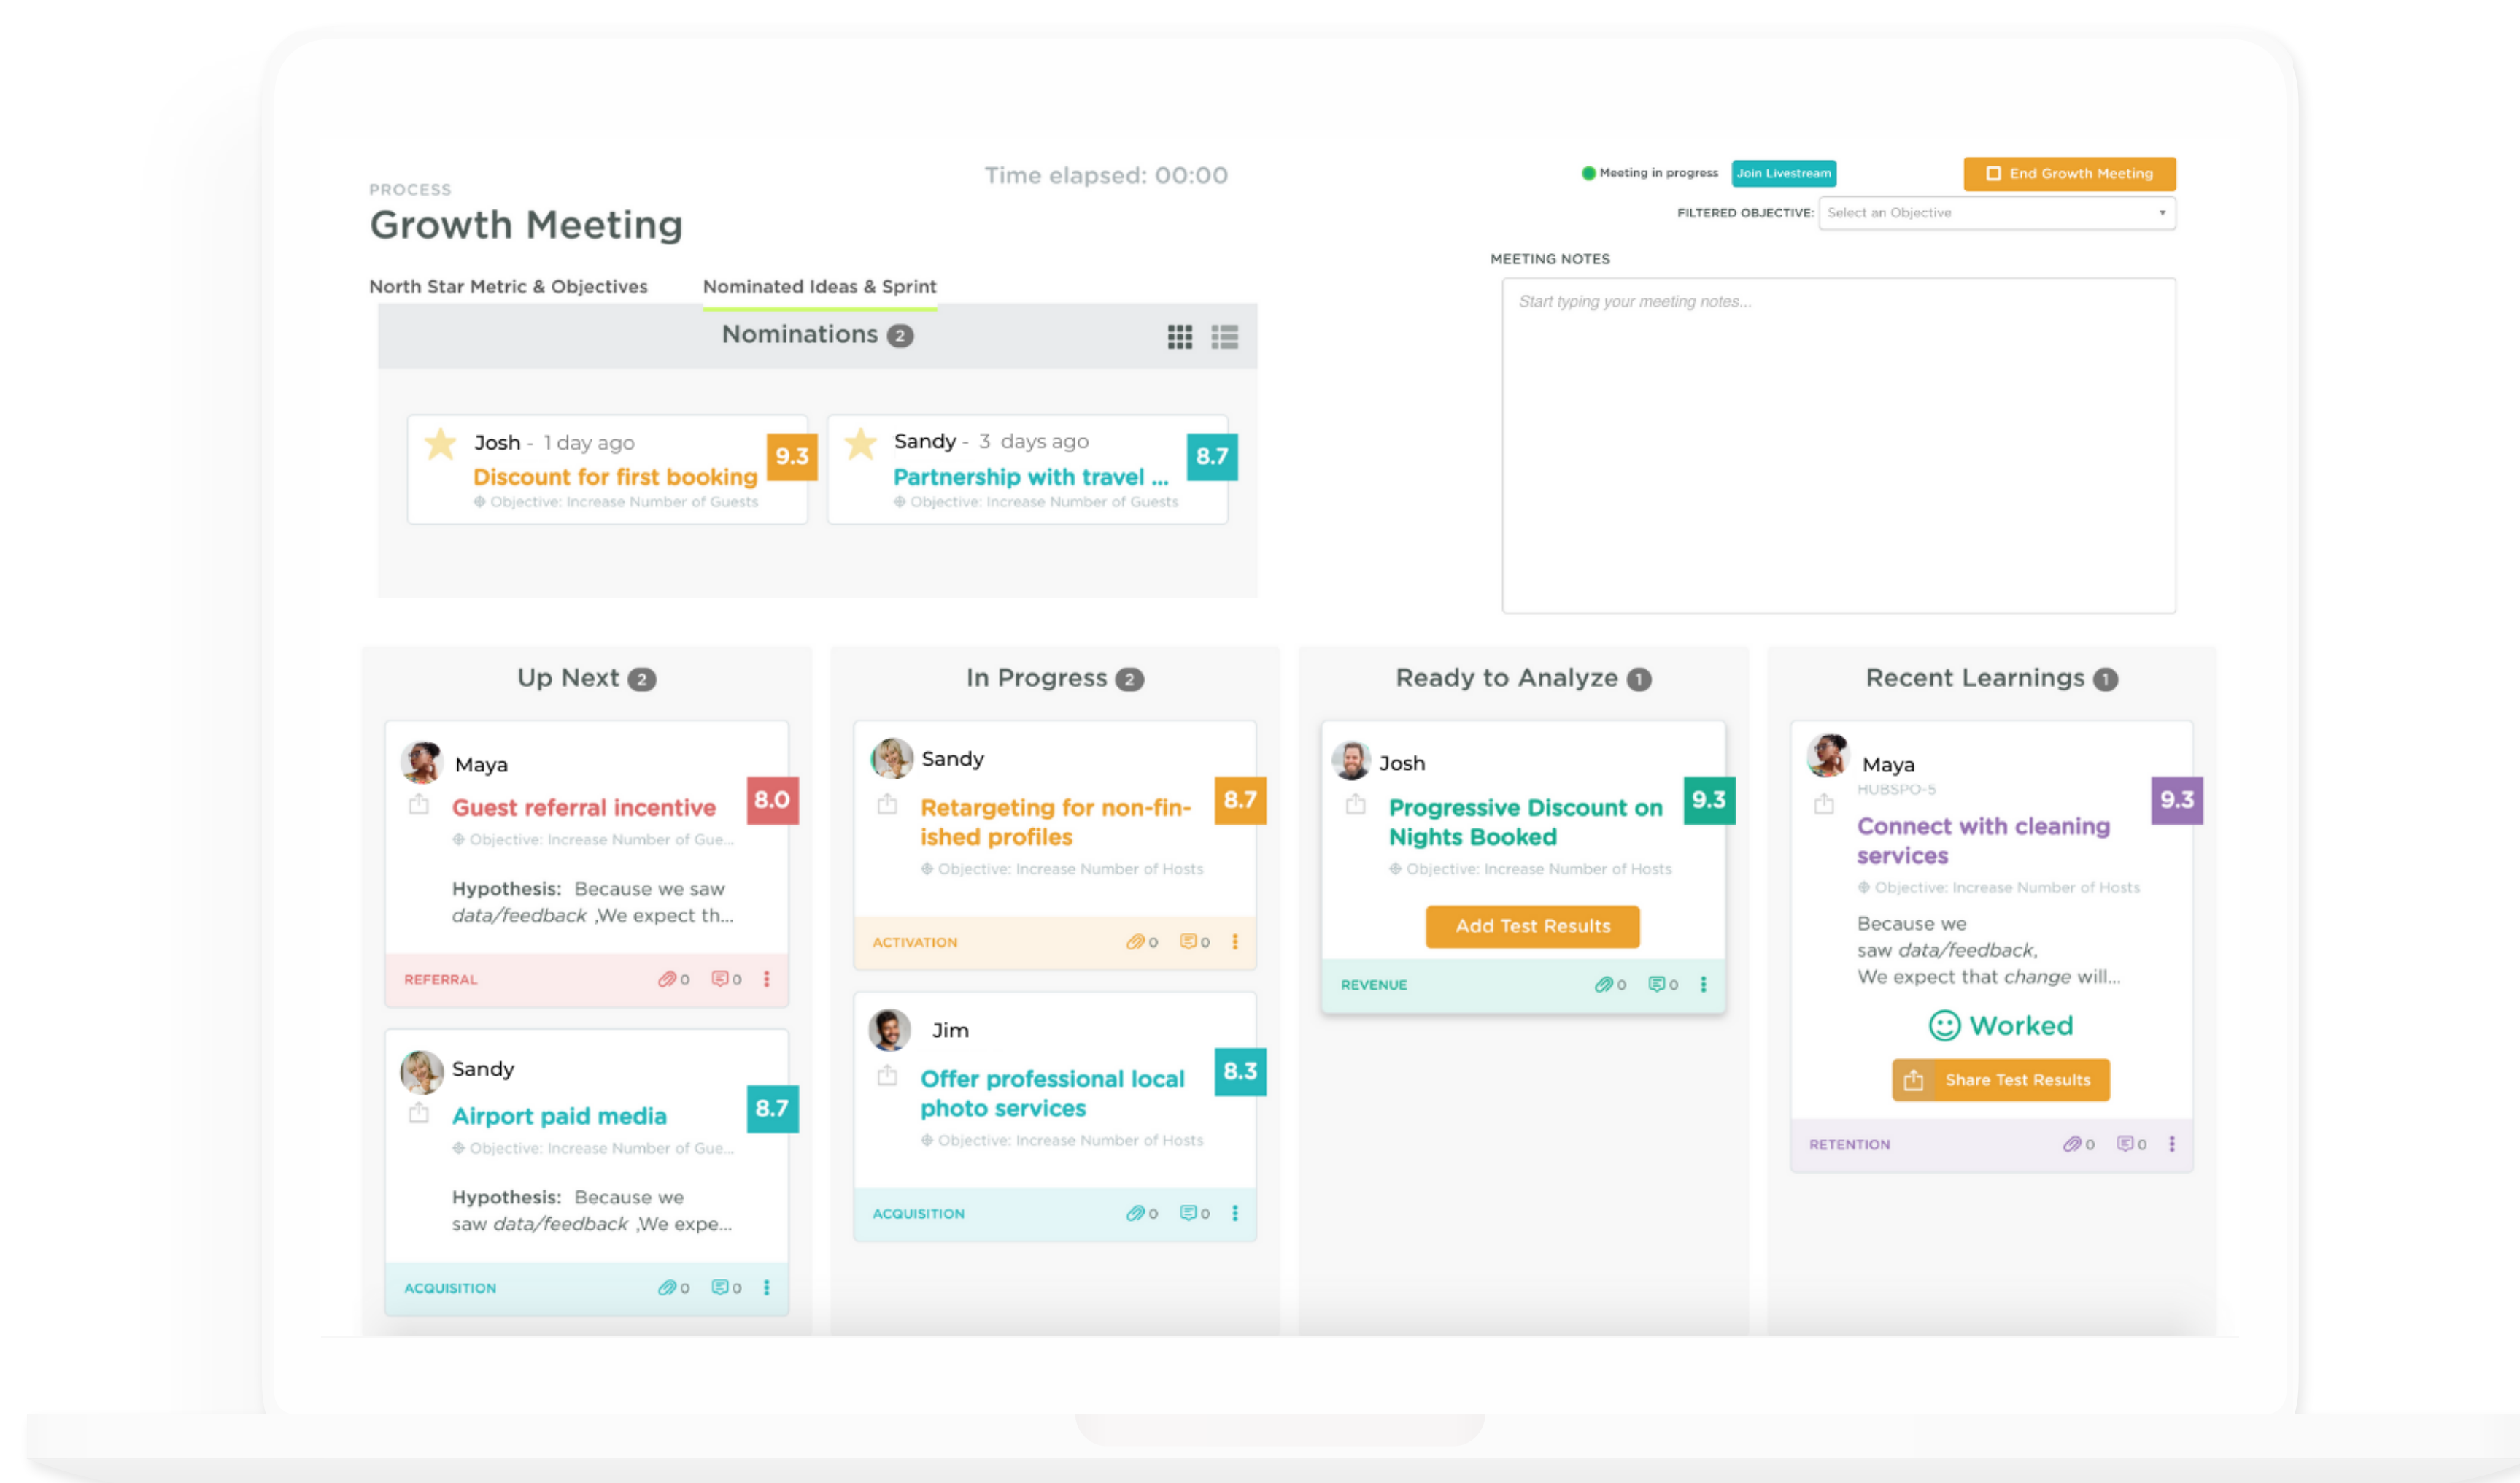 PROCESS
Growth Meeting
Time elapsed: 00:00
Meeting in progress
Join Livestream
End Growth Meeting
FILTERED OBJECTIVE:
Select an Objective
North Star Metric & Objectives
Nominated Ideas & Sprint
MEETING NOTES
Start typing your meeting notes...
Nominations 2
Josh - 1 day ago
9.3
Discount for first booking
Objective: Increase Number of Guests
Sandy - 3 days ago
8.7
Partnership with travel ...
Objective: Increase Number of Guests
Up Next 2
Maya
8.0
Guest referral incentive
Objective: Increase Number of Gue...
Hypothesis: Because we saw
data/feedback ,We expect th...
REFERRAL
0
0
Sandy
8.7
Airport paid media
Objective: Increase Number of Gue...
Hypothesis: Because we
saw data/feedback ,We expe...
ACQUISITION
0
0
In Progress 2
Sandy
8.7
Retargeting for non-fin-
ished profiles
Objective: Increase Number of Hosts
ACTIVATION
0
0
Jim
8.3
Offer professional local
photo services
Objective: Increase Number of Hosts
ACQUISITION
0
0
Ready to Analyze 1
Josh
9.3
Progressive Discount on
Nights Booked
Objective: Increase Number of Hosts
Add Test Results
REVENUE
0
0
Recent Learnings 1
Maya
HUBSPO-5
9.3
Connect with cleaning
services
Objective: Increase Number of Hosts
Because we
saw data/feedback,
We expect that change will...
Worked
Share Test Results
RETENTION
0
0